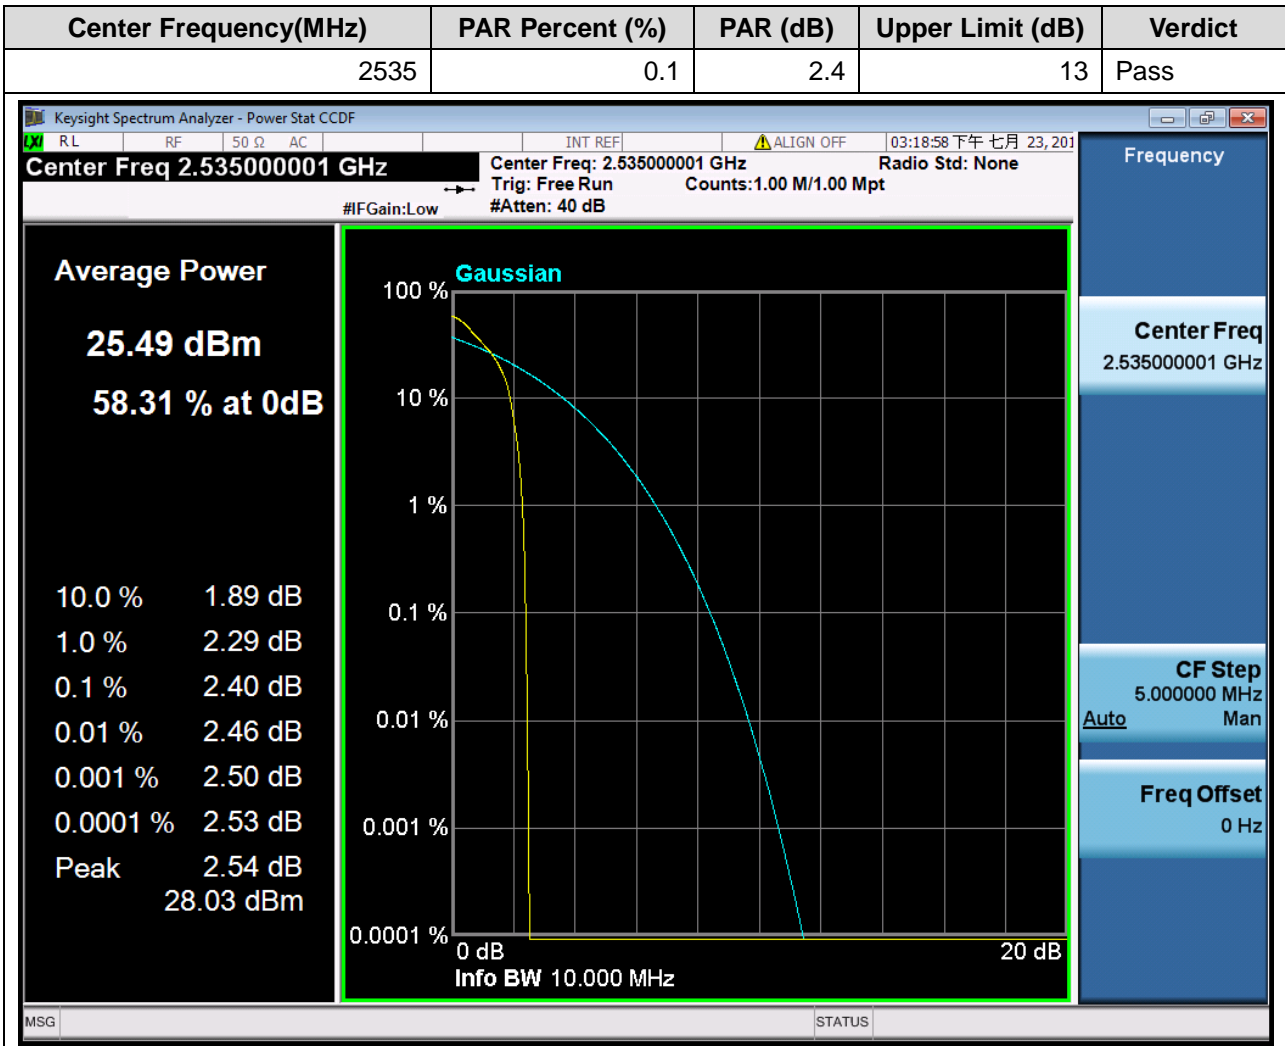 Center Frequency(MHz) PAR Percent (%) PAR (dB) Upper Limit (dB) Verdict
2535 0.1 2.4 13 Pass
Keysight Spectrum Analyzer - Power Stat CCDF
LXI RL RF 50 Ω AC INT REF ALIGN OFF 03:18:58 下午 七月 23, 201
Center Freq 2.535000001 GHz
Center Freq: 2.535000001 GHz Radio Std: None
Trig: Free Run Counts:1.00 M/1.00 Mpt
#IFGain:Low #Atten: 40 dB
Average Power
25.49 dBm
58.31 % at 0dB
10.0 % 1.89 dB
1.0 % 2.29 dB
0.1 % 2.40 dB
0.01 % 2.46 dB
0.001 % 2.50 dB
0.0001 % 2.53 dB
Peak 2.54 dB
28.03 dBm
Gaussian
100 %
10 %
1 %
0.1 %
0.01 %
0.001 %
0.0001 %
0 dB 20 dB
Info BW 10.000 MHz
Frequency
Center Freq
2.535000001 GHz
CF Step
5.000000 MHz
Auto Man
Freq Offset
0 Hz
MSG STATUS